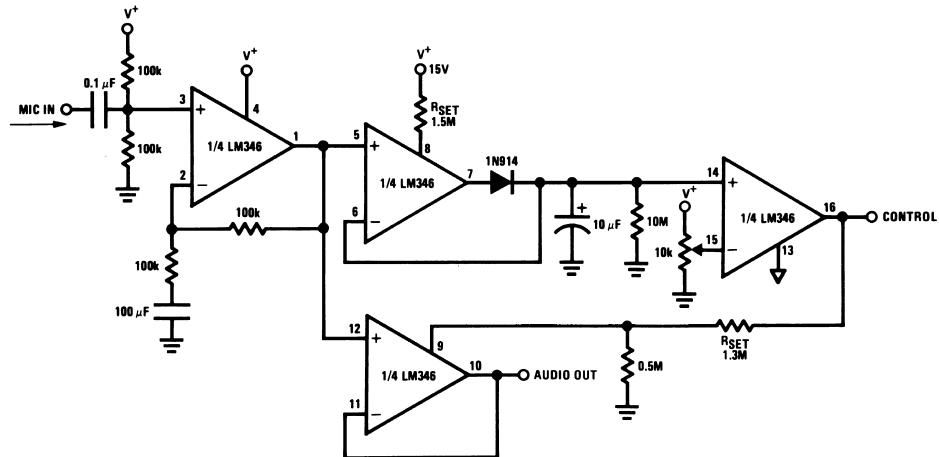 V+
100k
0.1 µF
MIC IN
100k
3
+
2
−
1/4 LM346
V+
4
1
100k
100k
100 µF
V+
15V
RSET
1.5M
8
5
+
6
−
1/4 LM346
7
1N914
+
10 µF
10M
V+
10k
14
+
15
−
1/4 LM346
13
16
CONTROL
12
+
11
−
1/4 LM346
9
10
AUDIO OUT
0.5M
RSET
1.3M